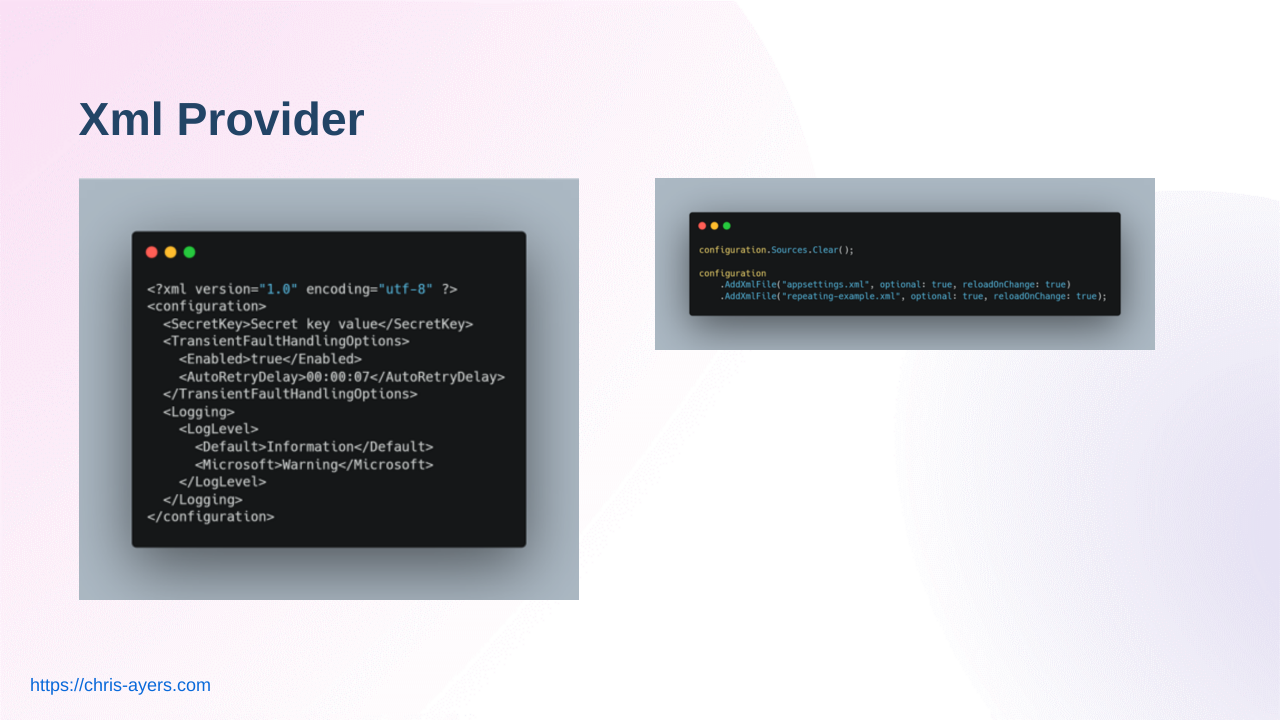 Xml Provider
<?xml version="1.0" encoding="utf-8" ?>
<configuration>
  <SecretKey>Secret key value</SecretKey>
  <TransientFaultHandlingOptions>
    <Enabled>true</Enabled>
    <AutoRetryDelay>00:00:07</AutoRetryDelay>
  </TransientFaultHandlingOptions>
  <Logging>
    <LogLevel>
      <Default>Information</Default>
      <Microsoft>Warning</Microsoft>
    </LogLevel>
  </Logging>
</configuration>
configuration.Sources.Clear();
configuration
    .AddXmlFile("appsettings.xml", optional: true, reloadOnChange: true)
    .AddXmlFile("repeating-example.xml", optional: true, reloadOnChange: true);
https://chris-ayers.com